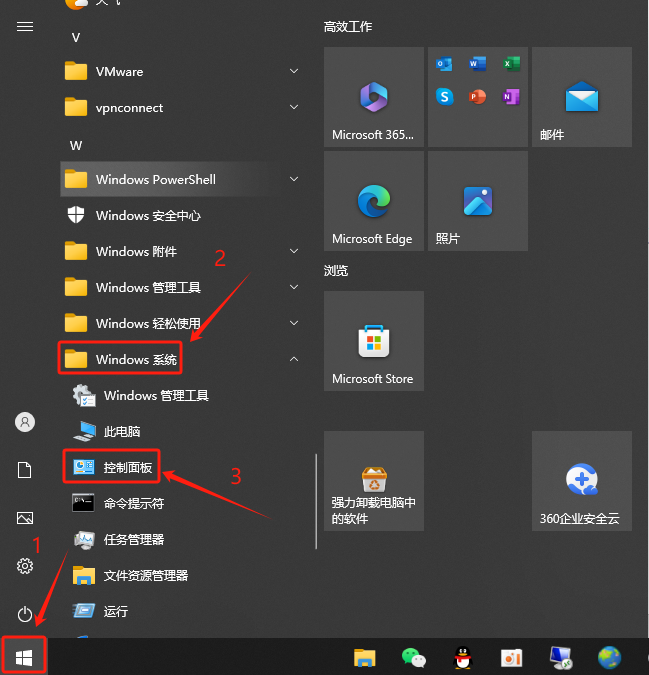 天气
V
VMware
vpnconnect
W
Windows PowerShell
Windows 安全中心
Windows 附件
2
Windows 管理工具
Windows 轻松使用
Windows 系统
Windows 管理工具
此电脑
控制面板
3
命令提示符
任务管理器
1
文件资源管理器
运行
高效工作
Microsoft 365...
邮件
Microsoft Edge
照片
浏览
Microsoft Store
强力卸载电脑中
的软件
360企业安全云